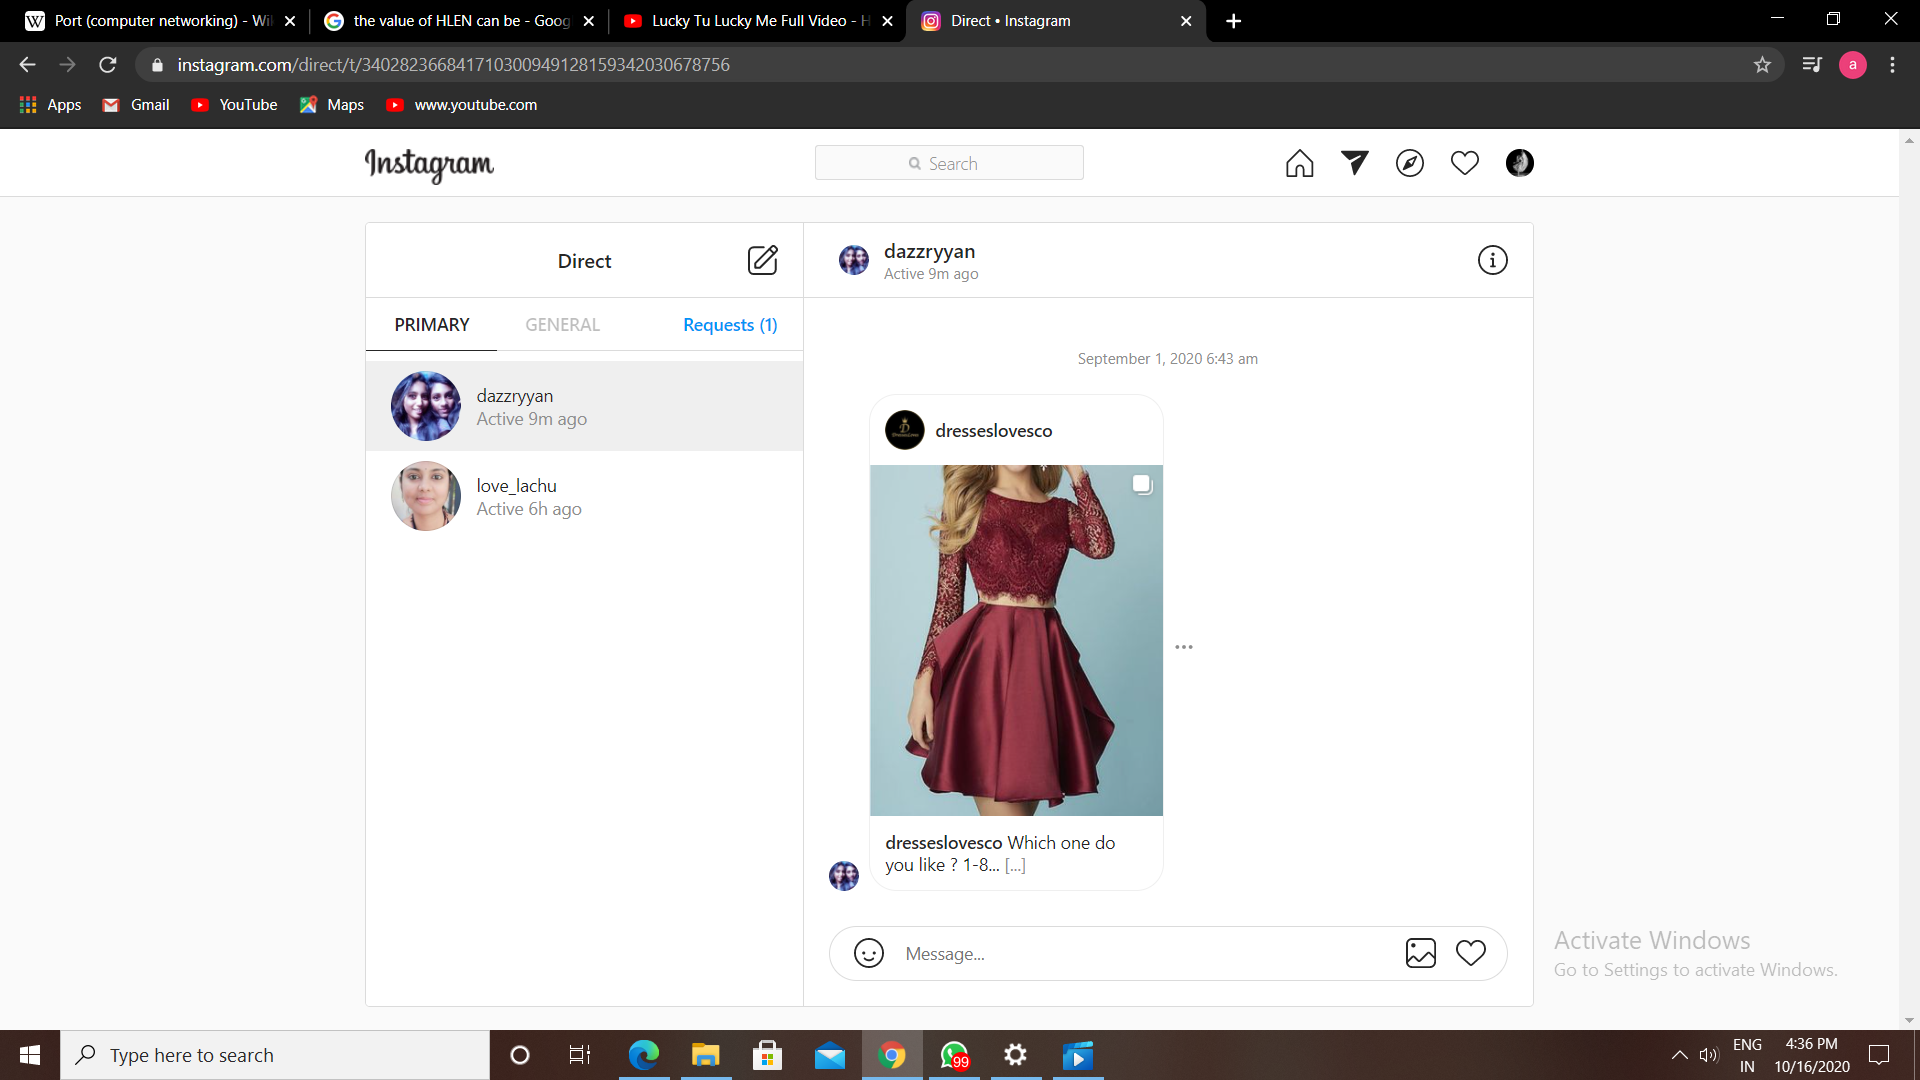 Port (computer networking) - Wi
the value of HLEN can be - Goog
Lucky Tu Lucky Me Full Video - H
Direct • Instagram
instagram.com/direct/t/340282366841710300949128159342030678756
a
Apps
Gmail
YouTube
Maps
www.youtube.com
Instagram
Search
Direct
dazzryyan
Active 9m ago
PRIMARY
GENERAL
Requests (1)
September 1, 2020 6:43 am
dazzryyan
Active 9m ago
love_lachu
Active 6h ago
dresseslovesco
dresseslovesco Which one do
you like ? 1-8... [...]
Message...
Activate Windows
Go to Settings to activate Windows.
Type here to search
99
ENG
IN
4:36 PM
10/16/2020